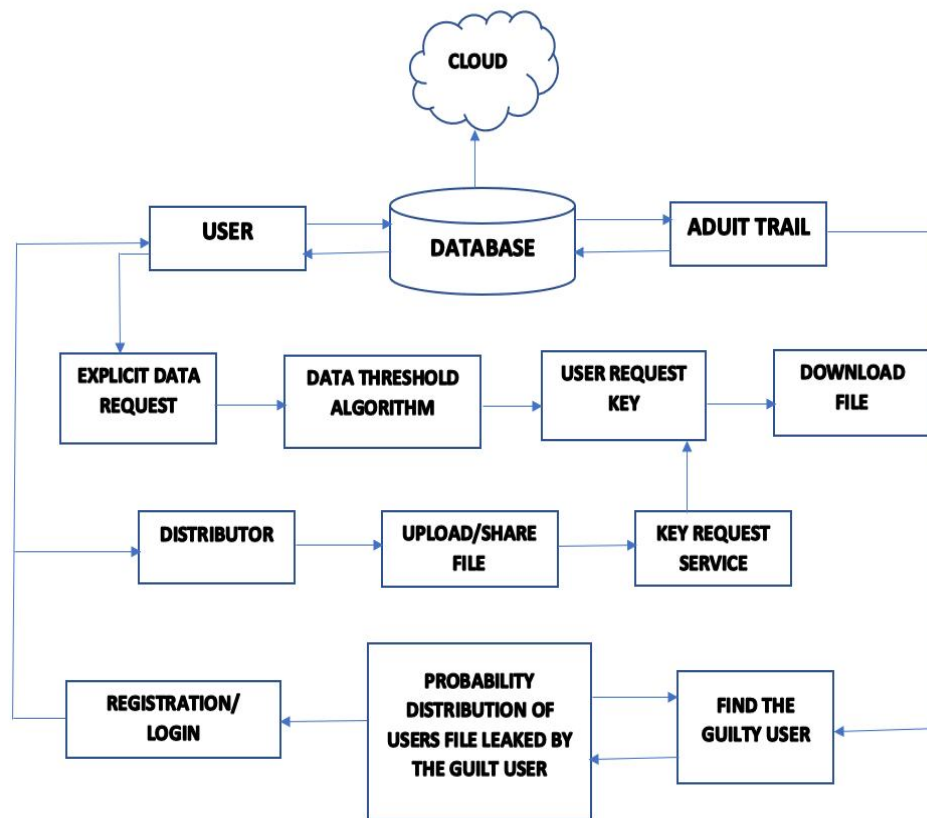 CLOUD
USER
DATABASE
ADUIT TRAIL
EXPLICIT DATA
REQUEST
DATA THRESHOLD
ALGORITHM
USER REQUEST
KEY
DOWNLOAD
FILE
DISTRIBUTOR
UPLOAD/SHARE
FILE
KEY REQUEST
SERVICE
REGISTRATION/
LOGIN
PROBABILITY
DISTRIBUTION OF
USERS FILE LEAKED BY
THE GUILT USER
FIND THE
GUILTY USER